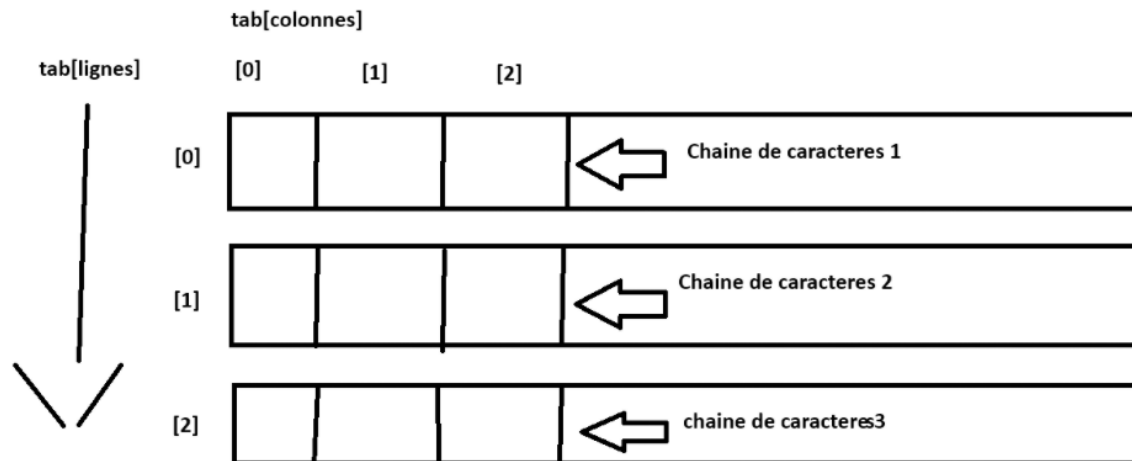 tab[colonnes]
tab[lignes] [0] [1] [2]
[0] Chaine de caracteres 1
[1] Chaine de caracteres 2
[2] chaine de caracteres3